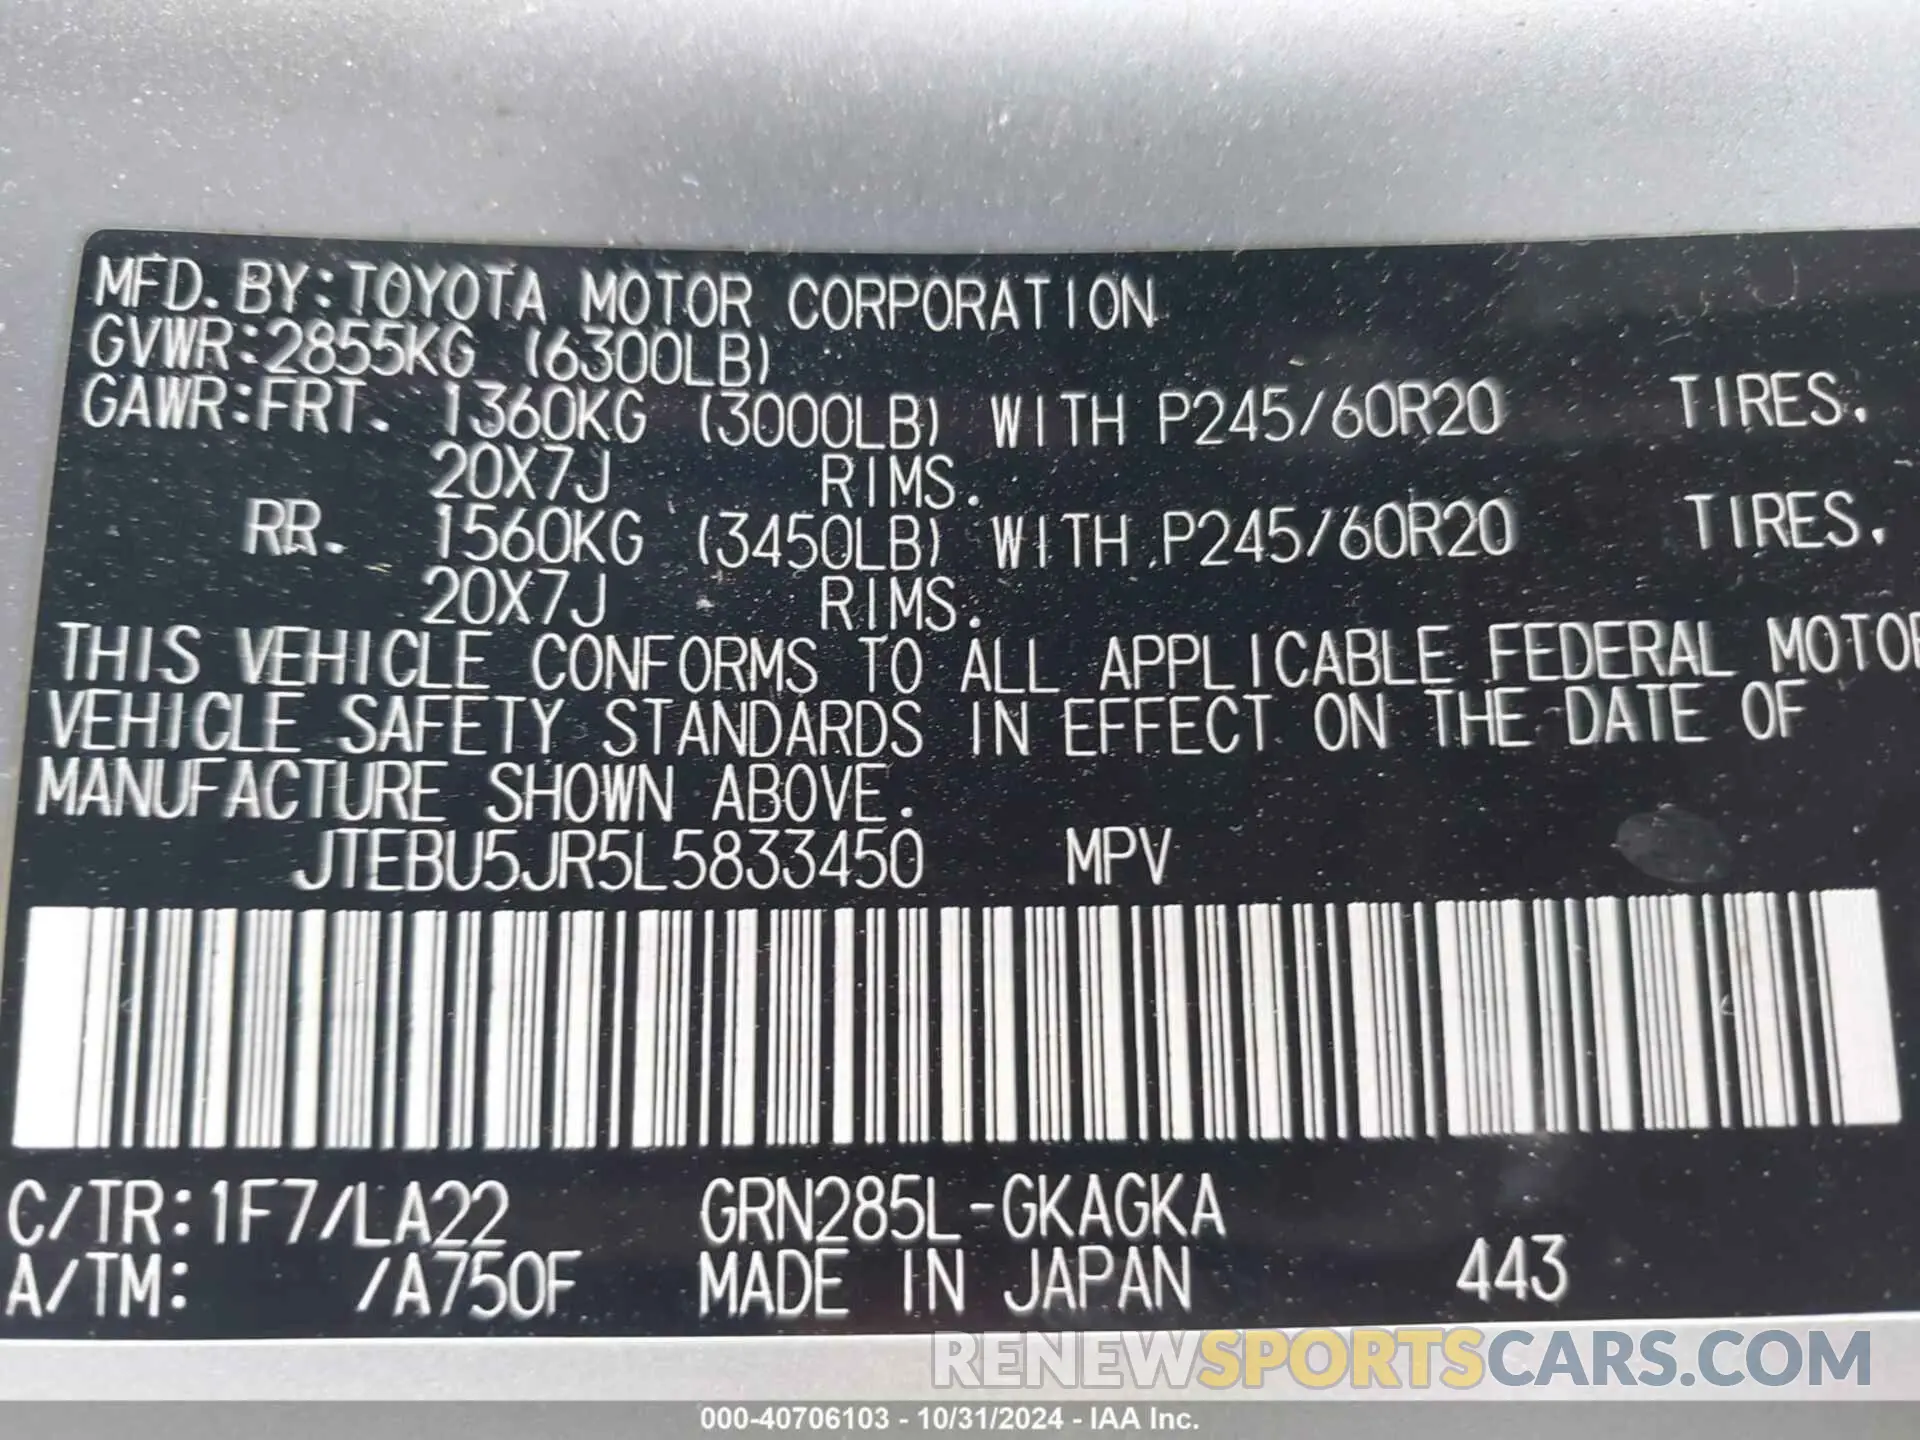 MFD.BY:TOYOTA MOTOR CORPORATION
GVWR:2855KG (6300LB)
GAWR:FRT. 1360KG (3000LB) WITH P245/60R20 TIRES.
20X7J RIMS.
RR. 1560KG (3450LB) WITH P245/60R20 TIRES.
20X7J RIMS.
THIS VEHICLE CONFORMS TO ALL APPLICABLE FEDERAL MOTOR
VEHICLE SAFETY STANDARDS IN EFFECT ON THE DATE OF
MANUFACTURE SHOWN ABOVE.
JTEBU5JR5L5833450 MPV
C/TR:1F7/LA22 GRN285L-GKAGKA
A/TM: /A750F MADE IN JAPAN 443
RENEWSPORTSCARS.COM
000-40706103 - 10/31/2024 - IAA Inc.